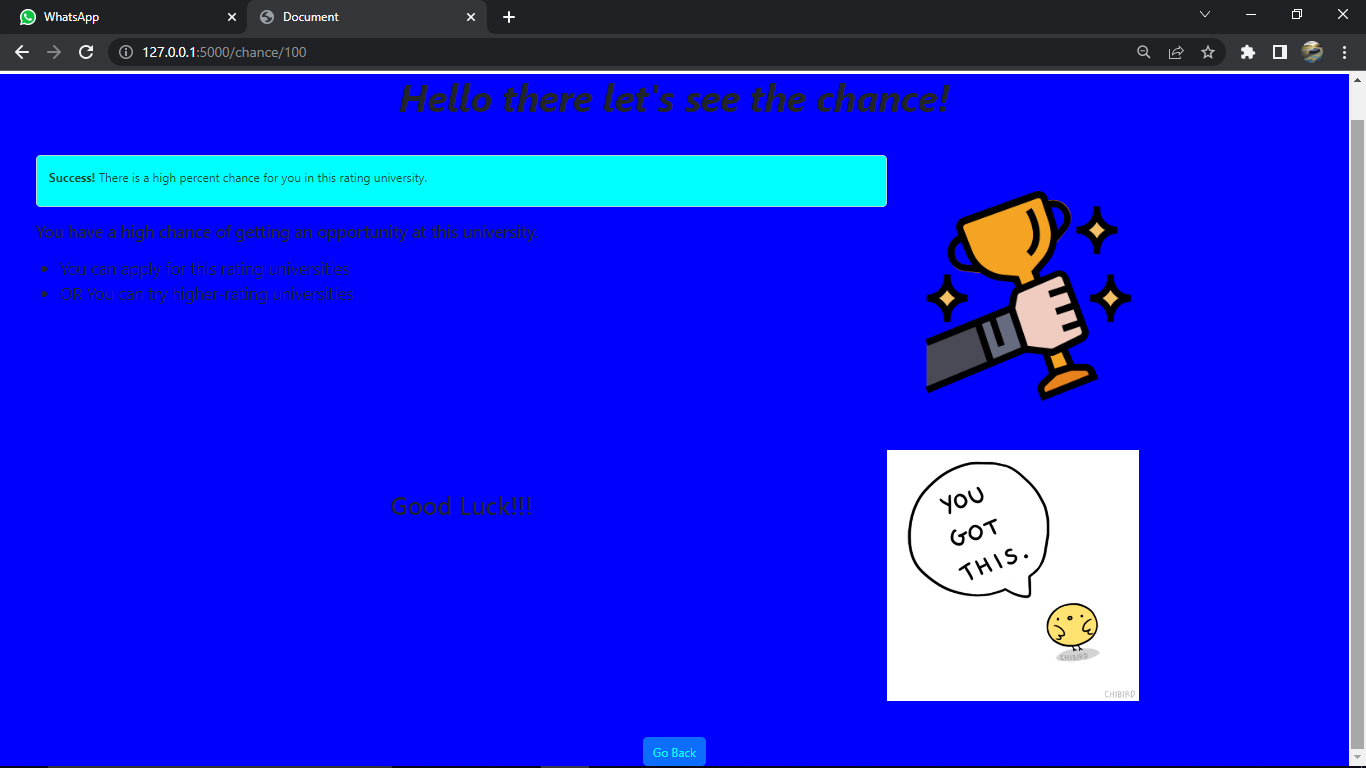 WhatsApp
Document
127.0.0.1:5000/chance/100
Hello there let's see the chance!
Success! There is a high percent chance for you in this rating university.
You have a high chance of getting an opportunity at this university.
You can apply for this rating universities
OR You can try higher rating universities
Good Luck!!!
YOU
GOT
THIS.
CHIBIRD
CHIBIRD
Go Back